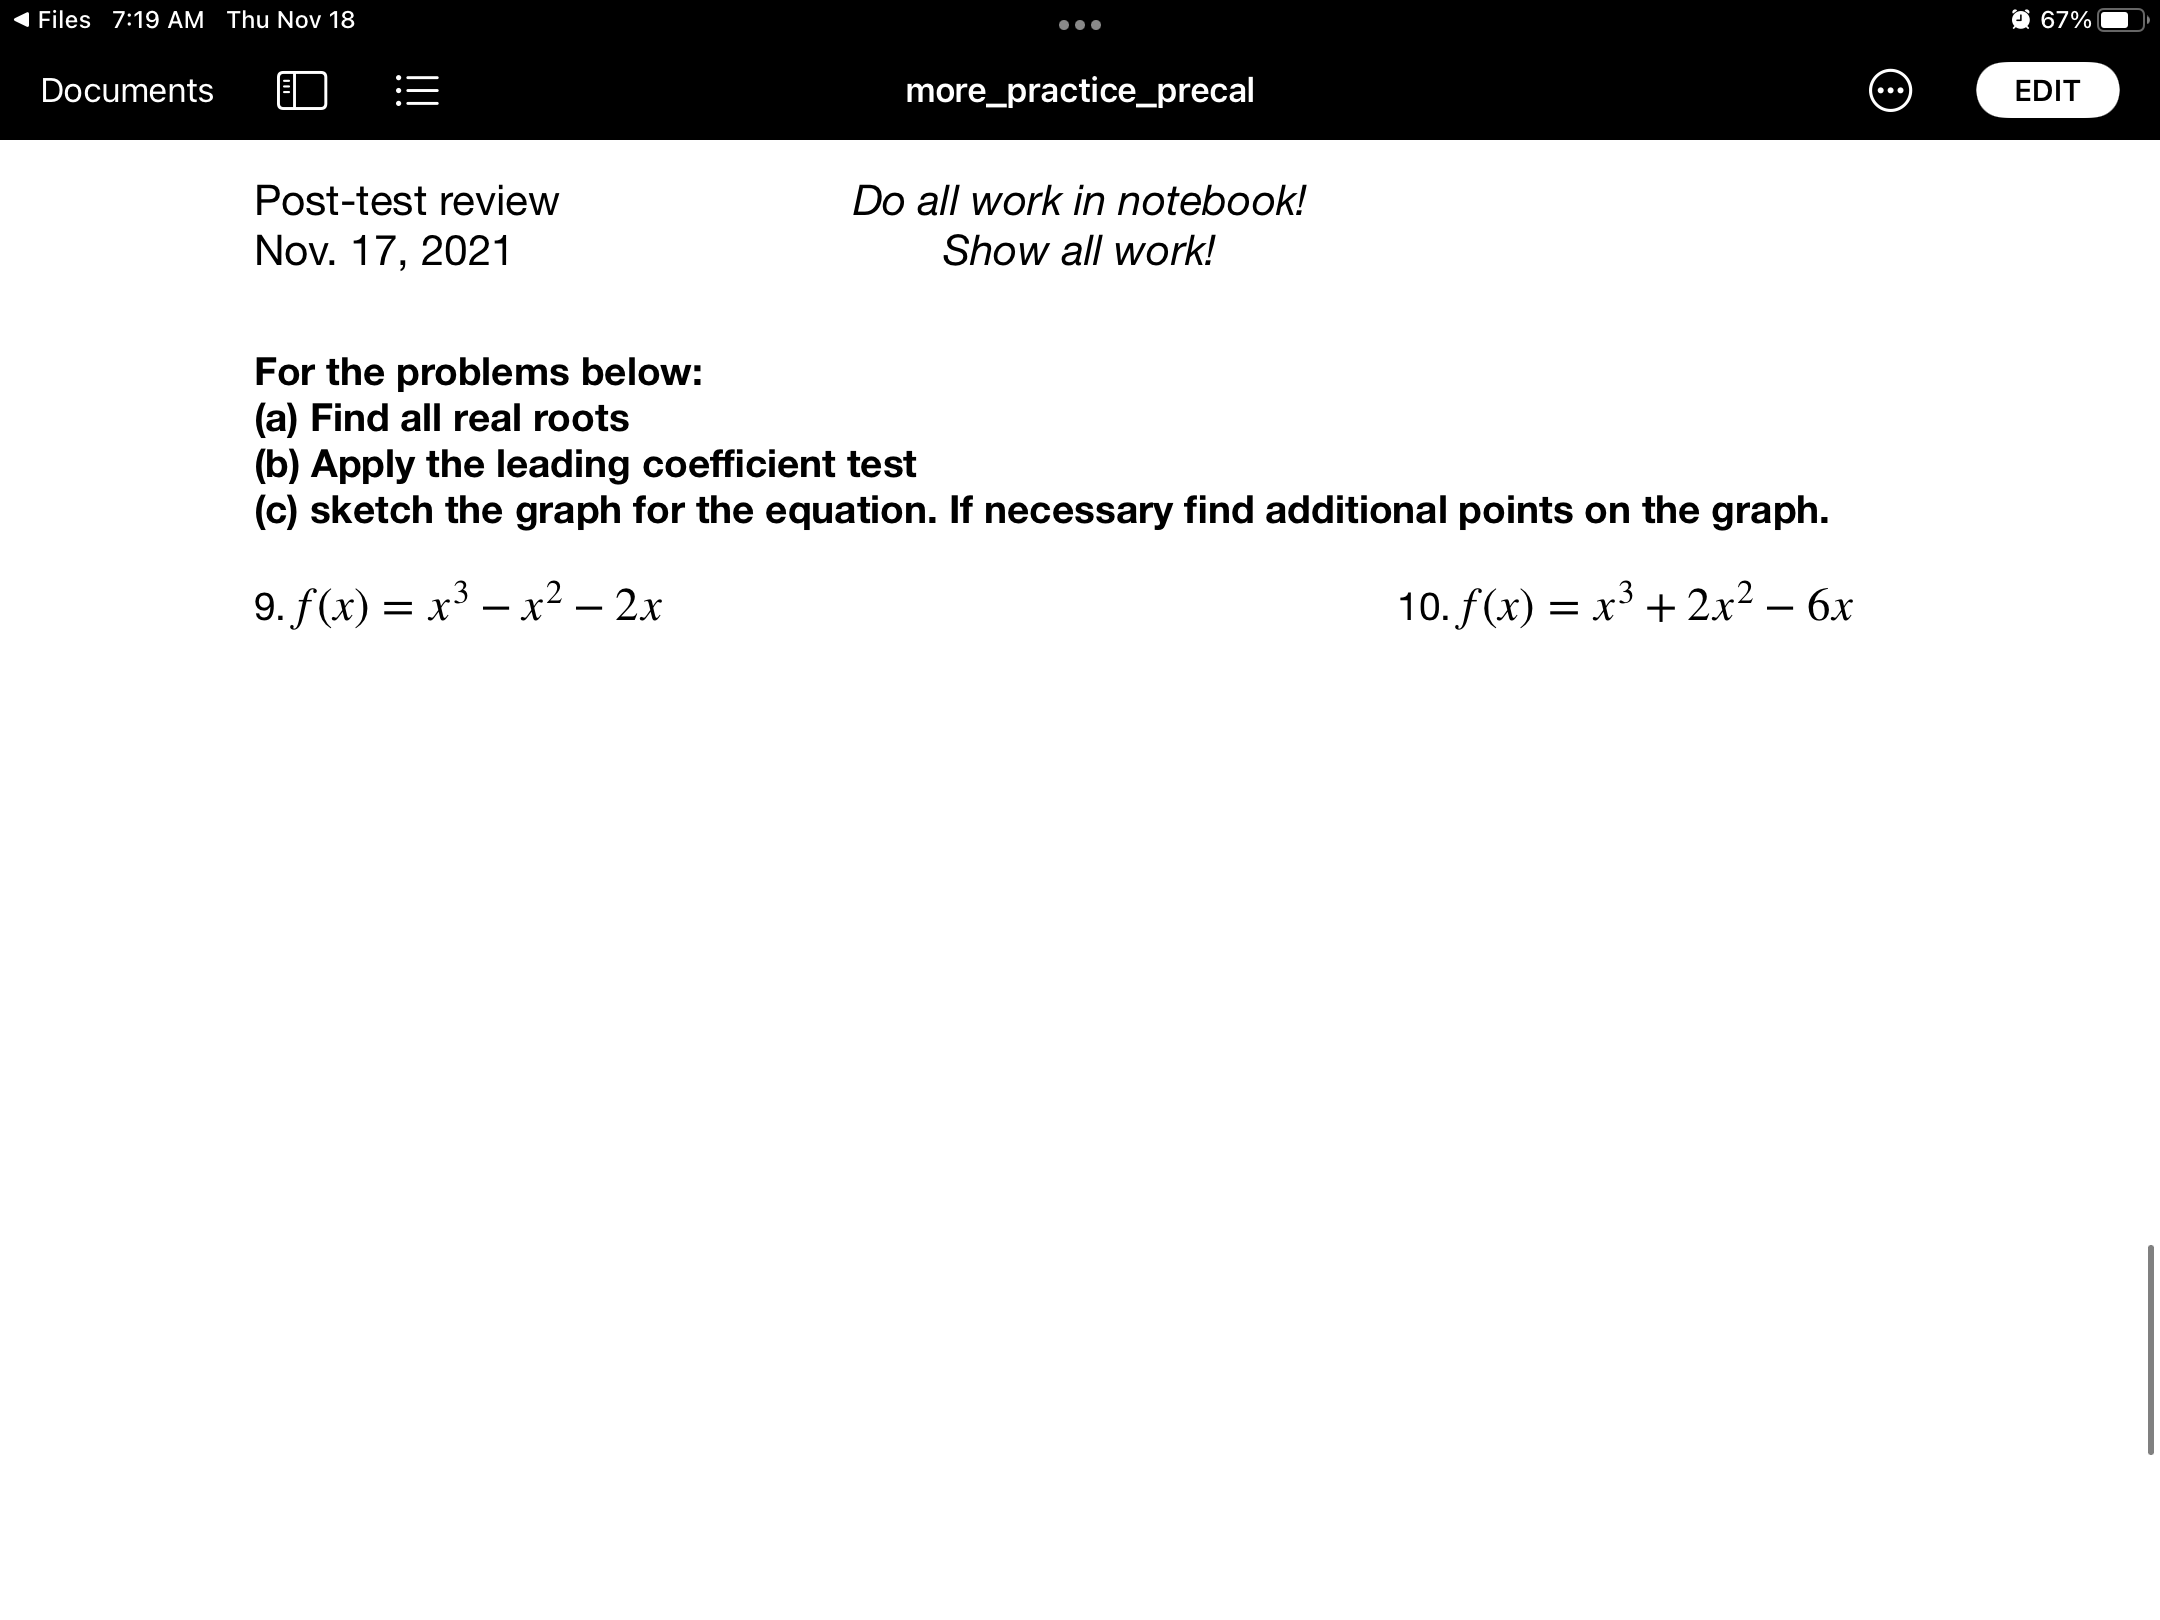 Files 7:19 AM Thu Nov 18 67%
Documents more_practice_precal EDIT
Post-test review Do all work in notebook!
Nov. 17, 2021 Show all work!
For the problems below:
(a) Find all real roots
(b) Apply the leading coefficient test
(c) sketch the graph for the equation. If necessary find additional points on the graph.
9. f(x) = x³ − x² − 2x 10. f(x) = x³ + 2x² − 6x